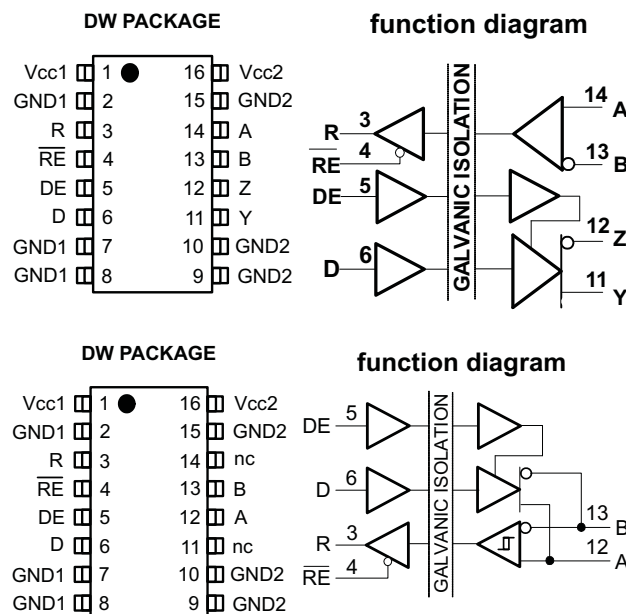 DW PACKAGE
Vcc1 1 16 Vcc2
GND1 2 15 GND2
R 3 14 A
RE 4 13 B
DE 5 12 Z
D 6 11 Y
GND1 7 10 GND2
GND1 8 9 GND2
function diagram
GALVANIC ISOLATION
R 3
RE 4
DE 5
D 6
14 A
13 B
12 Z
11 Y
DW PACKAGE
Vcc1 1 16 Vcc2
GND1 2 15 GND2
R 3 14 nc
RE 4 13 B
DE 5 12 A
D 6 11 nc
GND1 7 10 GND2
GND1 8 9 GND2
function diagram
GALVANIC ISOLATION
DE 5
D 6
R 3
RE 4
13 B
12 A